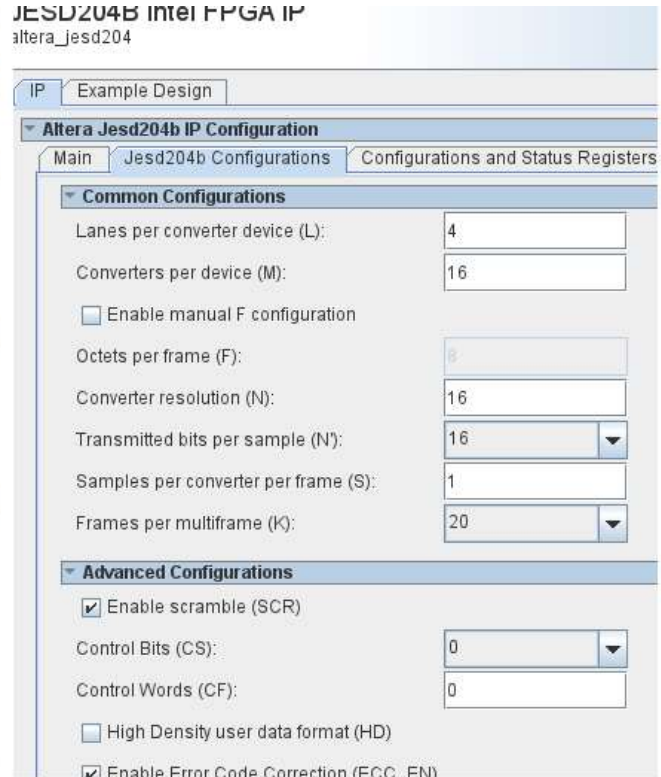 JESD204B Intel FPGA IP
altera_jesd204
IP Example Design
Altera Jesd204b IP Configuration
Main Jesd204b Configurations Configurations and Status Registers
Common Configurations
Lanes per converter device (L): 4
Converters per device (M): 16
Enable manual F configuration
Octets per frame (F): 8
Converter resolution (N): 16
Transmitted bits per sample (N'): 16
Samples per converter per frame (S): 1
Frames per multiframe (K): 20
Advanced Configurations
Enable scramble (SCR)
Control Bits (CS): 0
Control Words (CF): 0
High Density user data format (HD)
Enable Error Code Correction (ECC_EN)